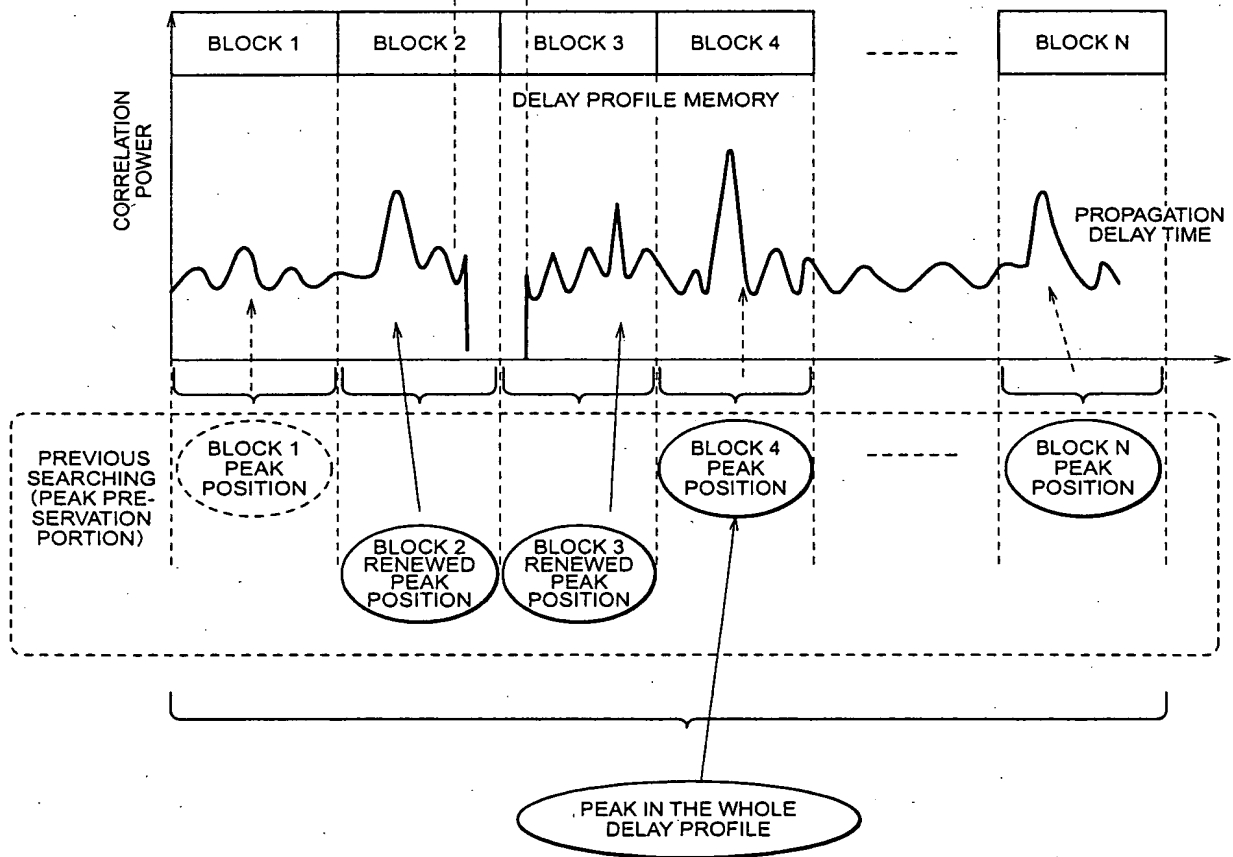 BLOCK 1
BLOCK 2
BLOCK 3
BLOCK 4
BLOCK N
DELAY PROFILE MEMORY
CORRELATION
POWER
PROPAGATION
DELAY TIME
PREVIOUS
SEARCHING
(PEAK PRE-
SERVATION
PORTION)
BLOCK 1
PEAK
POSITION
BLOCK 4
PEAK
POSITION
BLOCK N
PEAK
POSITION
BLOCK 2
RENEWED
PEAK
POSITION
BLOCK 3
RENEWED
PEAK
POSITION
PEAK IN THE WHOLE
DELAY PROFILE